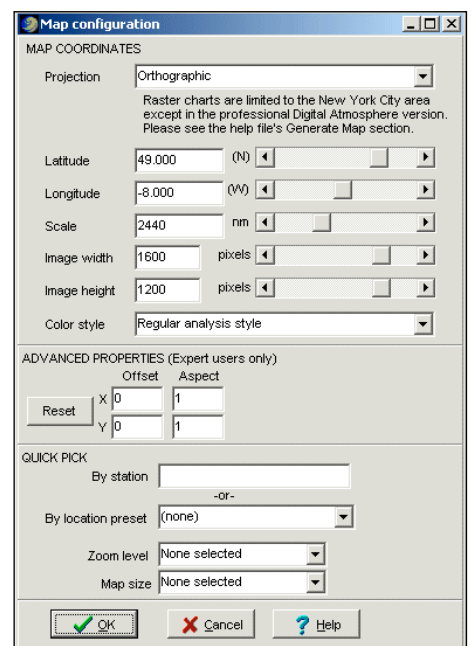 Map configuration
MAP COORDINATES
Projection Orthographic
Raster charts are limited to the New York City area
except in the professional Digital Atmosphere version.
Please see the help file's Generate Map section.
Latitude 49.000 (N)
Longitude -8.000 (W)
Scale 2440 nm
Image width 1600 pixels
Image height 1200 pixels
Color style Regular analysis style
ADVANCED PROPERTIES (Expert users only)
Offset Aspect
Reset X 0 1
Y 0 1
QUICK PICK
By station
-or-
By location preset (none)
Zoom level None selected
Map size None selected
OK Cancel Help